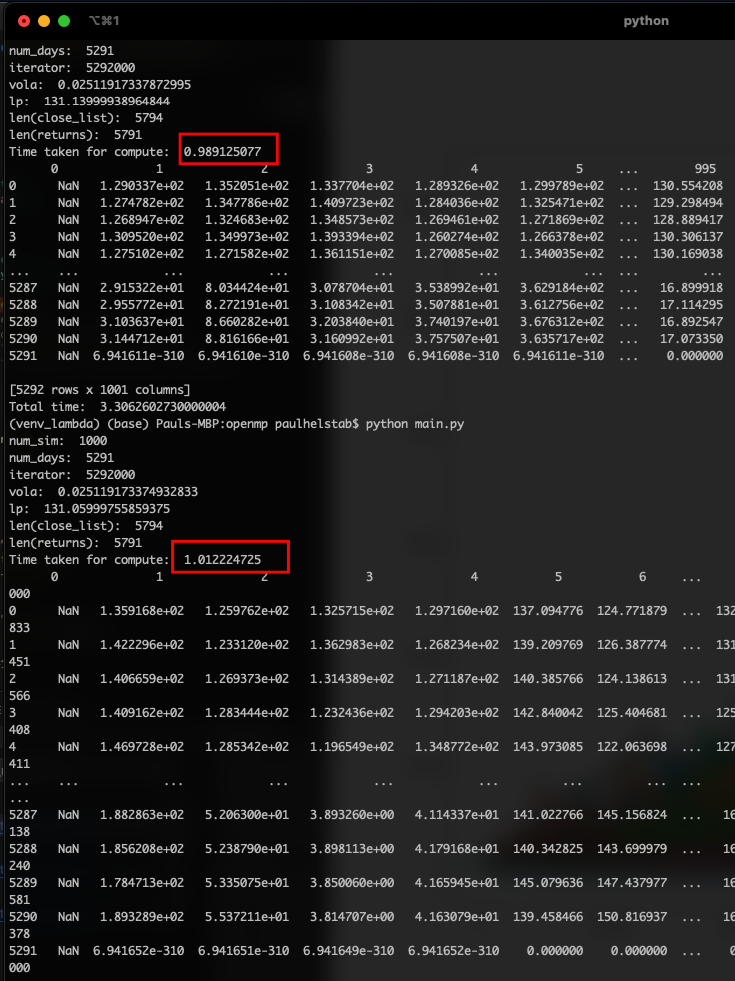 ⌥⌘1 python
num_days: 5291
iterator: 5292000
vola: 0.02511917337872995
lp: 131.13999938964844
len(close_list): 5794
len(returns): 5791
Time taken for compute: 0.989125077
0 1 2 3 4 5 ... 995
0 NaN 1.290337e+02 1.352051e+02 1.337704e+02 1.289326e+02 1.299789e+02 ... 130.554208
1 NaN 1.274782e+02 1.347786e+02 1.409723e+02 1.284036e+02 1.325471e+02 ... 129.298494
2 NaN 1.268947e+02 1.324683e+02 1.348573e+02 1.269461e+02 1.271869e+02 ... 128.889417
3 NaN 1.309520e+02 1.349973e+02 1.393394e+02 1.260274e+02 1.266378e+02 ... 130.306137
4 NaN 1.275102e+02 1.271582e+02 1.361151e+02 1.270085e+02 1.340035e+02 ... 130.169038
... ... ... ... ... ... ... ... ...
5287 NaN 2.915322e+01 8.034424e+01 3.078704e+01 3.538992e+01 3.629184e+02 ... 16.899918
5288 NaN 2.955772e+01 8.272191e+01 3.108342e+01 3.507881e+01 3.612756e+02 ... 17.114295
5289 NaN 3.103637e+01 8.660282e+01 3.203840e+01 3.740197e+01 3.676312e+02 ... 16.892547
5290 NaN 3.144712e+01 8.816166e+01 3.160992e+01 3.757507e+01 3.635717e+02 ... 17.073350
5291 NaN 6.941611e-310 6.941610e-310 6.941608e-310 6.941608e-310 6.941611e-310 ... 0.000000
[5292 rows x 1001 columns]
Total time: 3.3062602730000004
(venv_lambda) (base) Pauls-MBP:openmp paulhelstab$ python main.py
num_sim: 1000
num_days: 5291
iterator: 5292000
vola: 0.025119173374932833
lp: 131.05999755859375
len(close_list): 5794
len(returns): 5791
Time taken for compute: 1.012224725
0 1 2 3 4 5 6 ...
000
0 NaN 1.359168e+02 1.259762e+02 1.325715e+02 1.297160e+02 137.094776 124.771879 ... 132
833
1 NaN 1.422296e+02 1.233120e+02 1.362983e+02 1.268234e+02 139.209769 126.387774 ... 131
451
2 NaN 1.406659e+02 1.269373e+02 1.314389e+02 1.271187e+02 140.385766 124.138613 ... 131
566
3 NaN 1.409162e+02 1.283444e+02 1.232436e+02 1.294203e+02 142.840042 125.404681 ... 131
408
4 NaN 1.469728e+02 1.285342e+02 1.196549e+02 1.348772e+02 143.973085 122.063698 ... 127
411
... ... ... ... ... ... ... ... ...
...
5287 NaN 1.882863e+02 5.206300e+01 3.893260e+00 4.114337e+01 141.022766 145.156824 ... 16
138
5288 NaN 1.856208e+02 5.238790e+01 3.898113e+00 4.179168e+01 140.342825 143.699979 ... 16
240
5289 NaN 1.784713e+02 5.335075e+01 3.850060e+00 4.165945e+01 145.079636 147.437977 ... 16
581
5290 NaN 1.893289e+02 5.537211e+01 3.814707e+00 4.163079e+01 139.458466 150.816937 ... 16
378
5291 NaN 6.941652e-310 6.941651e-310 6.941649e-310 6.941652e-310 0.000000 0.000000 ... 0
000